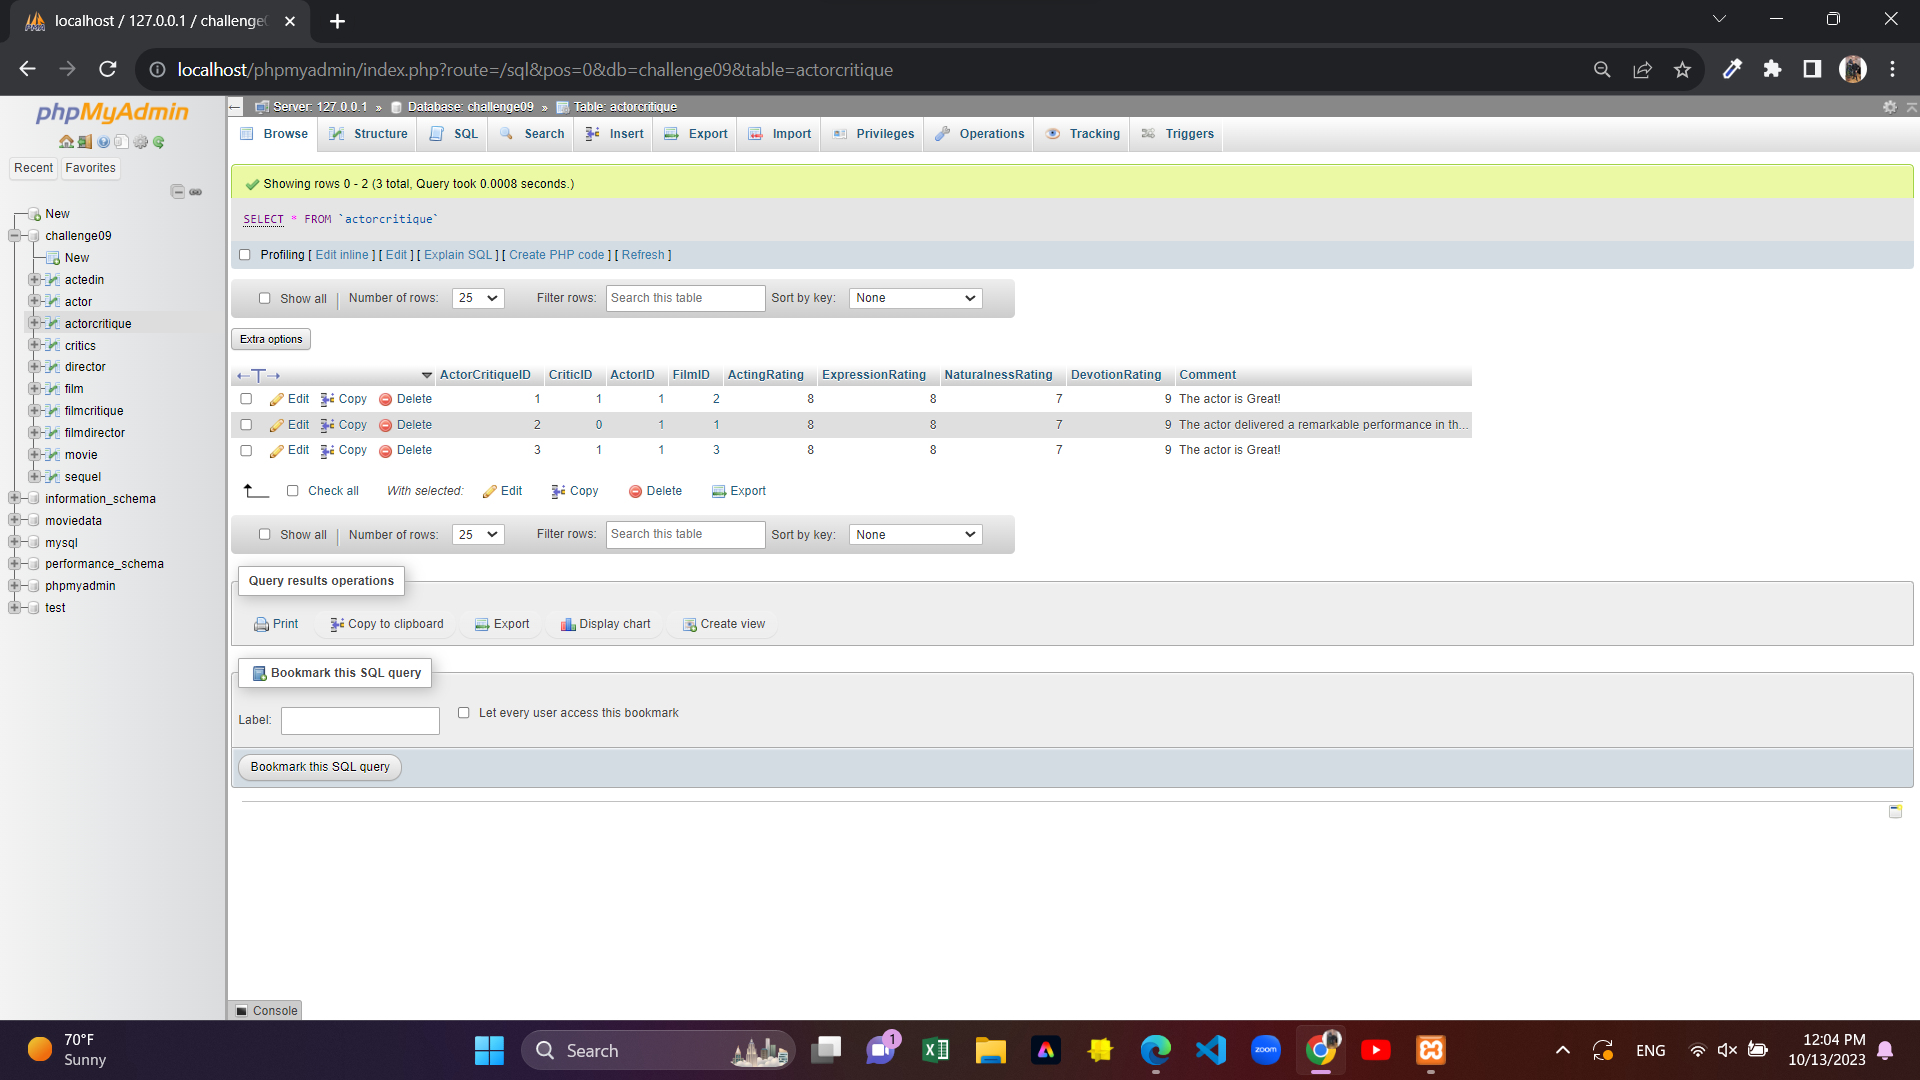 localhost / 127.0.0.1 / challenge0
localhost/phpmyadmin/index.php?route=/sql&pos=0&db=challenge09&table=actorcritique
phpMyAdmin
Recent Favorites
New
challenge09
New
actedin
actor
actorcritique
critics
director
film
filmcritique
filmdirector
movie
sequel
information_schema
moviedata
mysql
performance_schema
phpmyadmin
test
Server: 127.0.0.1 » Database: challenge09 » Table: actorcritique
Browse Structure SQL Search Insert Export Import Privileges Operations Tracking Triggers
Showing rows 0 - 2 (3 total, Query took 0.0008 seconds.)
SELECT * FROM `actorcritique`
Profiling [ Edit inline ] [ Edit ] [ Explain SQL ] [ Create PHP code ] [ Refresh ]
Show all | Number of rows: 25 Filter rows: Search this table Sort by key: None
Extra options
←T→ ActorCritiqueID CriticID ActorID FilmID ActingRating ExpressionRating NaturalnessRating DevotionRating Comment
Edit Copy Delete 1 1 1 2 8 8 7 9 The actor is Great!
Edit Copy Delete 2 0 1 1 8 8 7 9 The actor delivered a remarkable performance in th...
Edit Copy Delete 3 1 1 3 8 8 7 9 The actor is Great!
Check all With selected: Edit Copy Delete Export
Show all | Number of rows: 25 Filter rows: Search this table Sort by key: None
Query results operations
Print Copy to clipboard Export Display chart Create view
Bookmark this SQL query
Label: Let every user access this bookmark
Bookmark this SQL query
Console
70°F
Sunny
Search
1
zoom
ENG
12:04 PM
10/13/2023